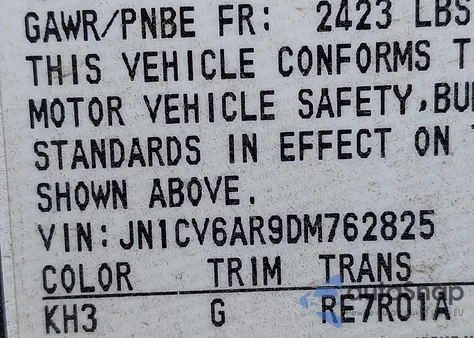 GAWR/PNBE FR: 2423 LBS
THIS VEHICLE CONFORMS T
MOTOR VEHICLE SAFETY,BU
STANDARDS IN EFFECT ON
SHOWN ABOVE.
VIN:JN1CV6AR9DM762825
COLOR TRIM TRANS
KH3 G RE7R01A
AutoSnap